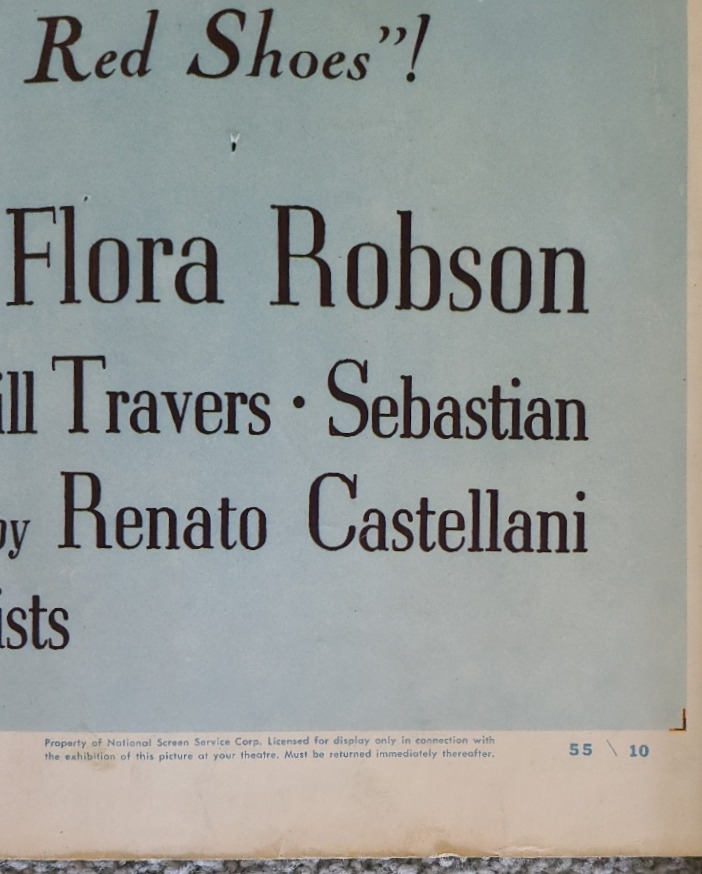 Red Shoes”!
Flora Robson
ill Travers · Sebastian
by Renato Castellani
ists
Property of National Screen Service Corp. Licensed for display only in connection with
the exhibition of this picture at your theatre. Must be returned immediately thereafter.
55 \ 10